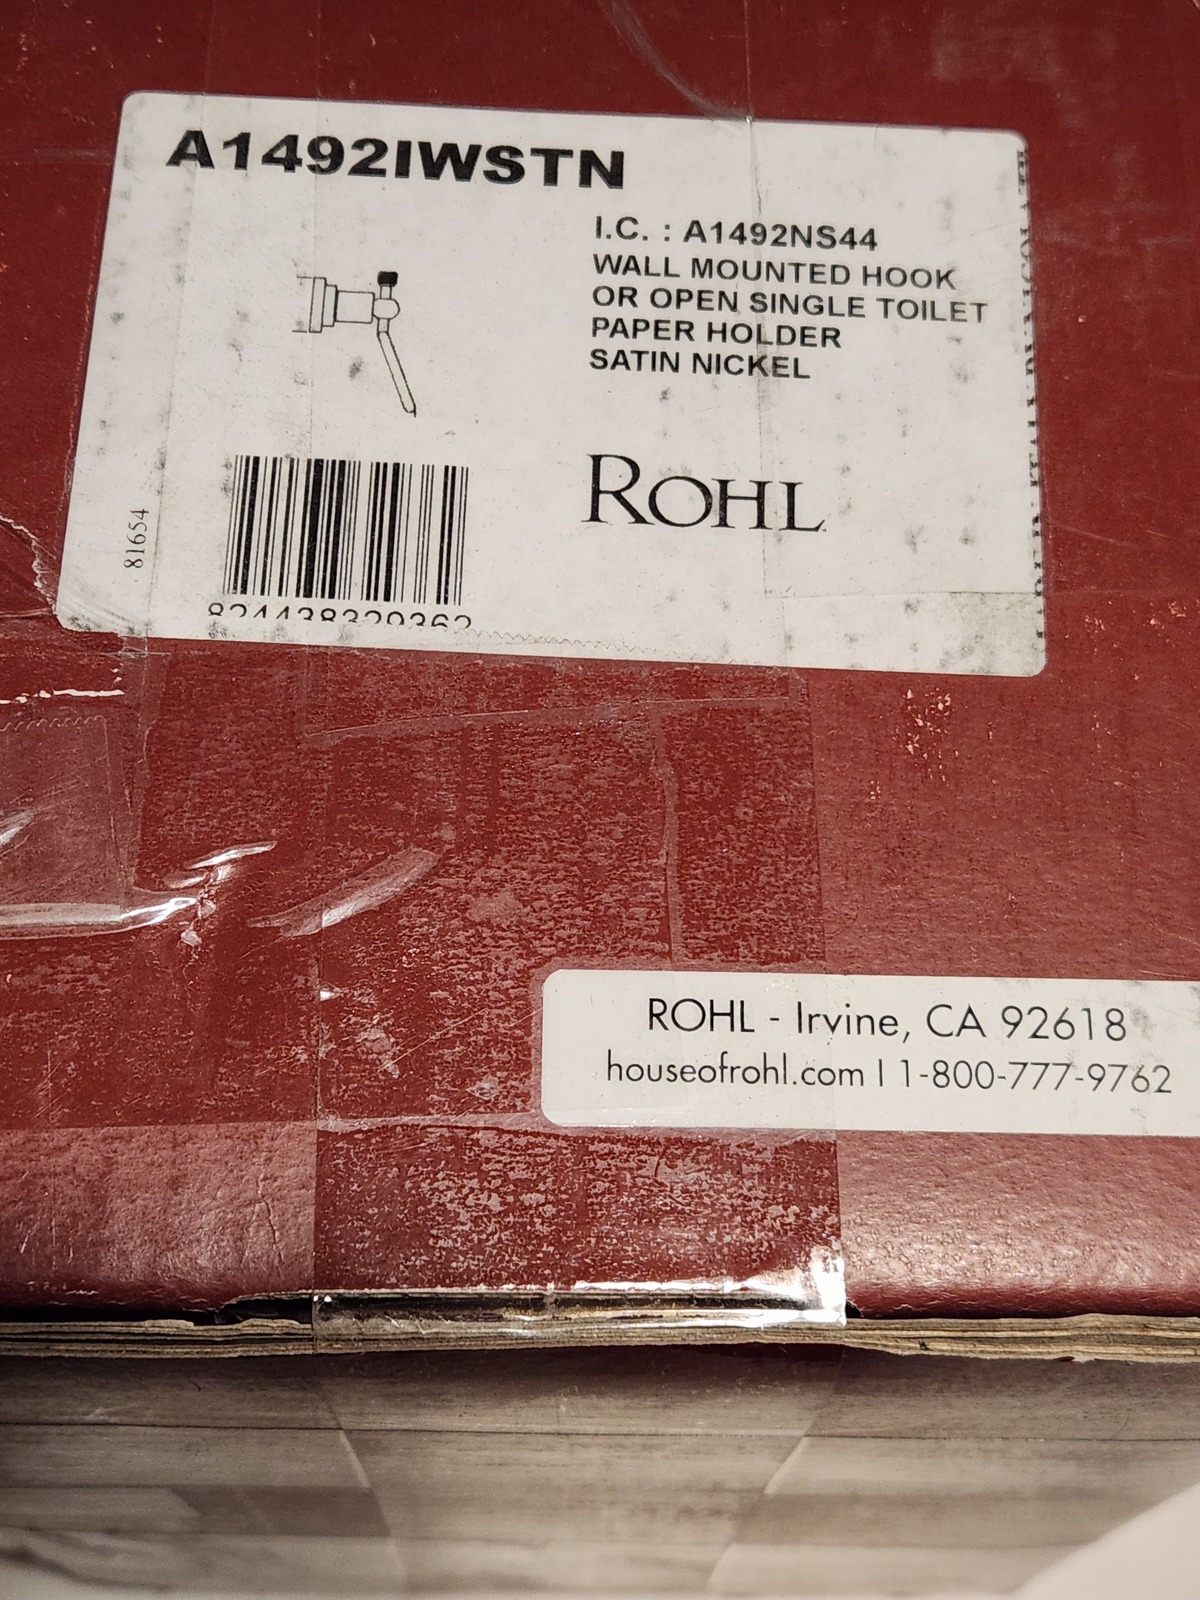 A1492IWSTN
I.C. : A1492NS44
WALL MOUNTED HOOK
OR OPEN SINGLE TOILET
PAPER HOLDER
SATIN NICKEL
ROHL
81654
824438329362
ROHL - Irvine, CA 92618
houseofrohl.com | 1-800-777-9762